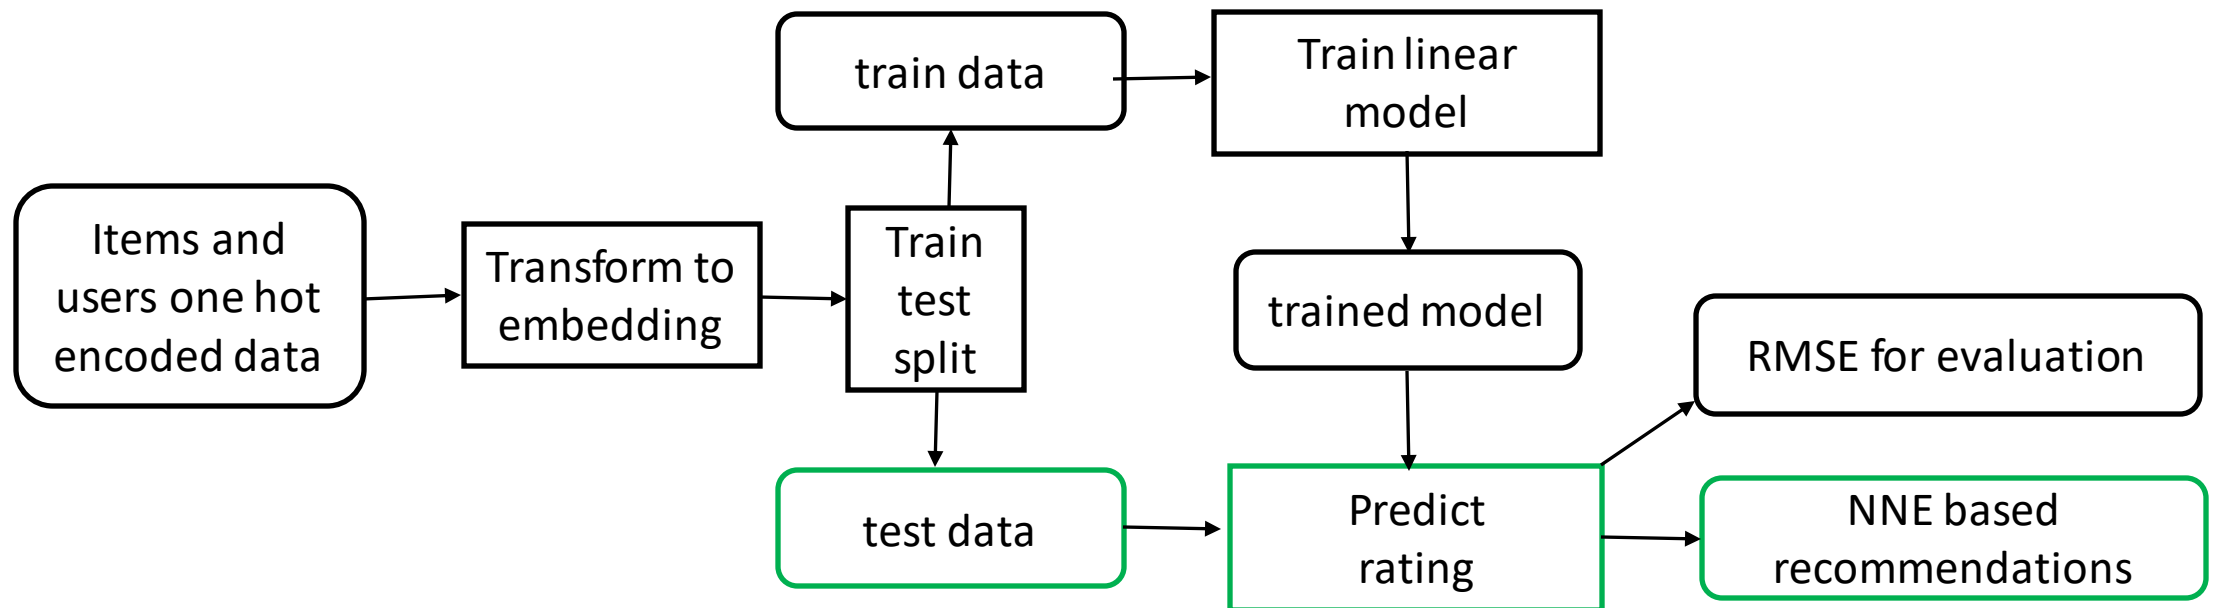 Items and
users one hot
encoded data
Transform to
embedding
Train
test
split
train data
Train linear
model
trained model
test data
Predict
rating
RMSE for evaluation
NNE based
recommendations